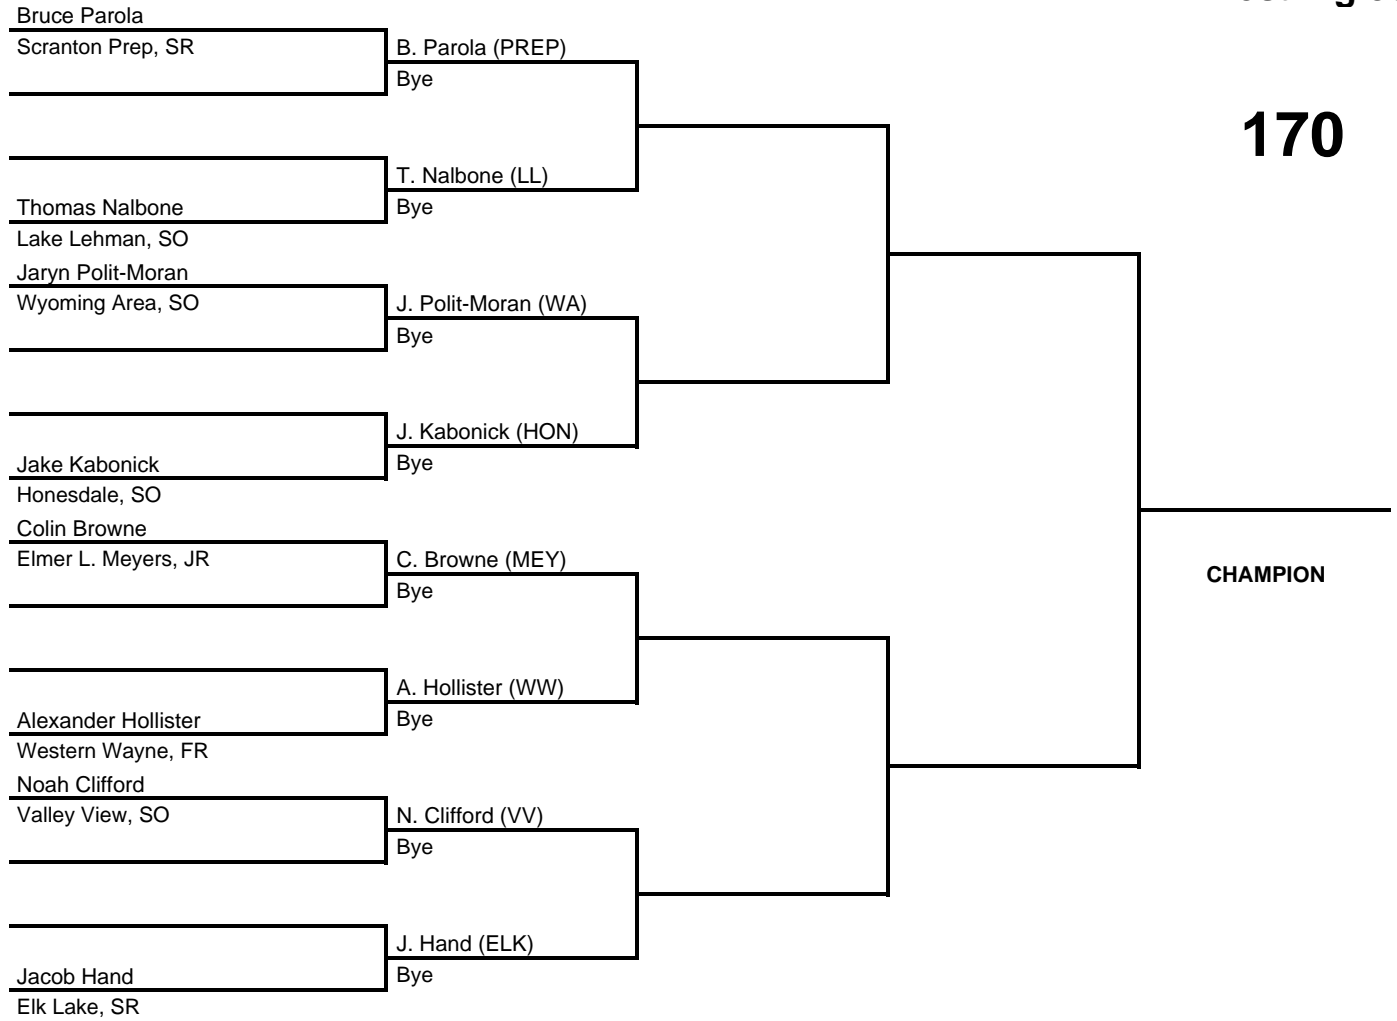 Bruce Parola
Scranton Prep, SR
B. Parola (PREP)
Bye
170
T. Nalbone (LL)
Bye
Thomas Nalbone
Lake Lehman, SO
Jaryn Polit-Moran
Wyoming Area, SO
J. Polit-Moran (WA)
Bye
J. Kabonick (HON)
Bye
Jake Kabonick
Honesdale, SO
Colin Browne
Elmer L. Meyers, JR
C. Browne (MEY)
Bye
CHAMPION
A. Hollister (WW)
Bye
Alexander Hollister
Western Wayne, FR
Noah Clifford
Valley View, SO
N. Clifford (VV)
Bye
J. Hand (ELK)
Bye
Jacob Hand
Elk Lake, SR